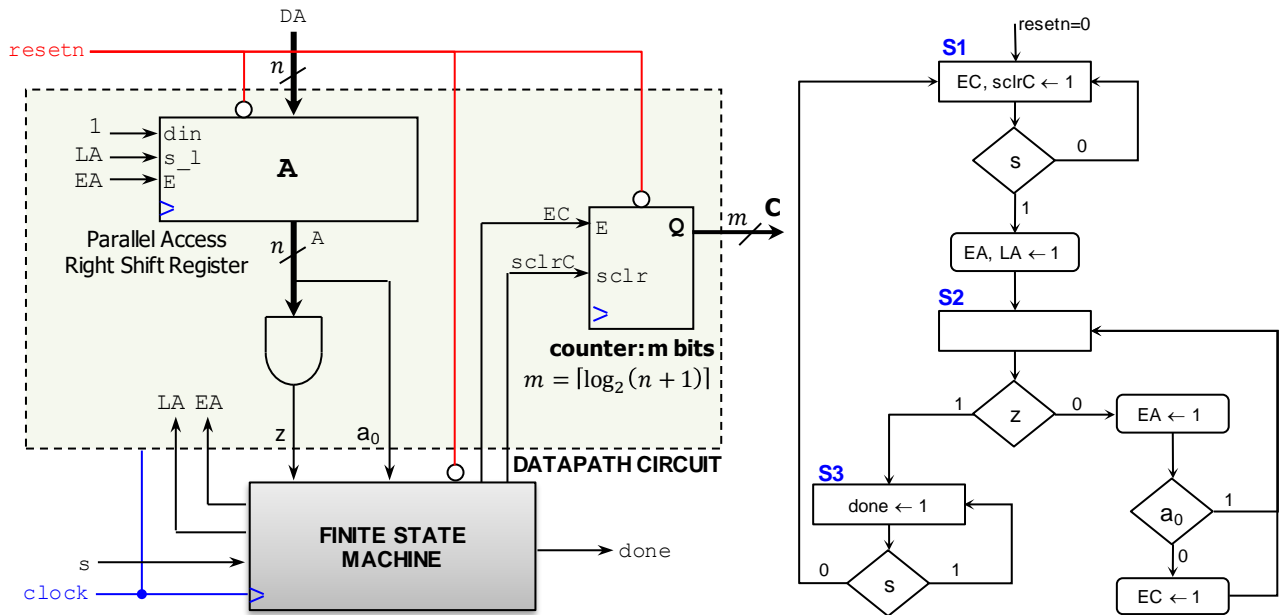 DA
resetn
n
1
din
LA
s_l
EA
E
A
n
A
Parallel Access
Right Shift Register
EC
E
Q
m
C
sclrC
sclr
counter: m bits
m = ⌈log₂(n + 1)⌉
LA
EA
z
a₀
DATAPATH CIRCUIT
FINITE STATE
MACHINE
s
clock
done
resetn=0
S1
EC, sclrC ← 1
s
0
1
EA, LA ← 1
S2
z
1
0
EA ← 1
S3
done ← 1
a₀
1
0
s
0
1
EC ← 1